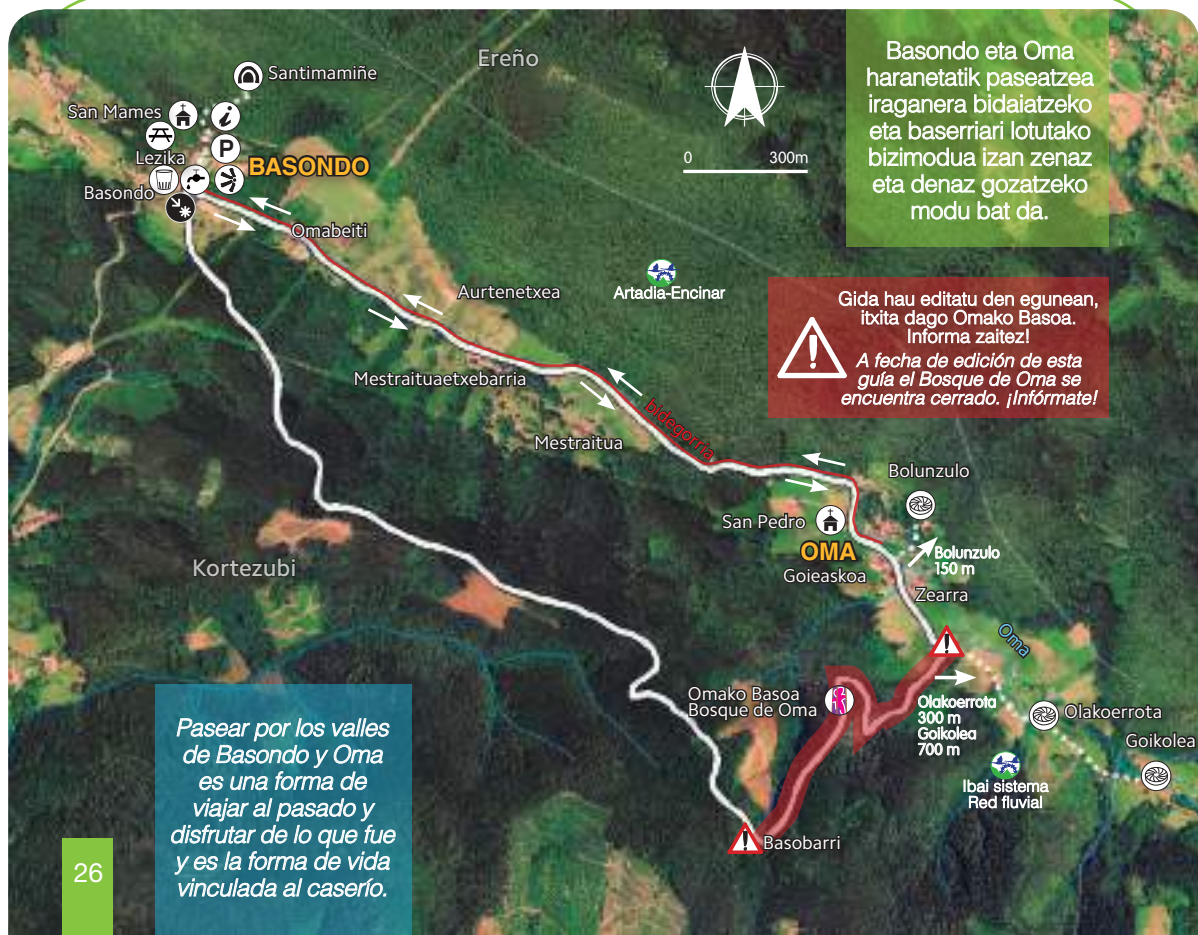 Ereño
Santimamiñe
San Mames
Lezika
P
BASONDO
Basondo
Omabeiti
0 300m
Basondo eta Oma
haranetatik paseatzea
iraganera bidaiatzeko
eta baserriari lotutako
bizimodua izan zenaz
eta denaz gozatzeko
modu bat da.
Aurtenetxea
Artadia-Encinar
Gida hau editatu den egunean,
itxita dago Omako Basoa.
Informa zaitez!
A fecha de edición de esta
guía el Bosque de Oma se
encuentra cerrado. ¡Infórmate!
Mestraituaetxebarria
bidegorria
Mestraitua
Bolunzulo
San Pedro
OMA
Goieaskoa
Bolunzulo
150 m
Kortezubi
Zearra
Oma
Omako Basoa
Bosque de Oma
Olakoerrota
300 m
Goikolea
700 m
Olakoerrota
Goikolea
Ibai sistema
Red fluvial
Basobarri
Pasear por los valles
de Basondo y Oma
es una forma de
viajar al pasado y
disfrutar de lo que fue
y es la forma de vida
vinculada al caserío.
26